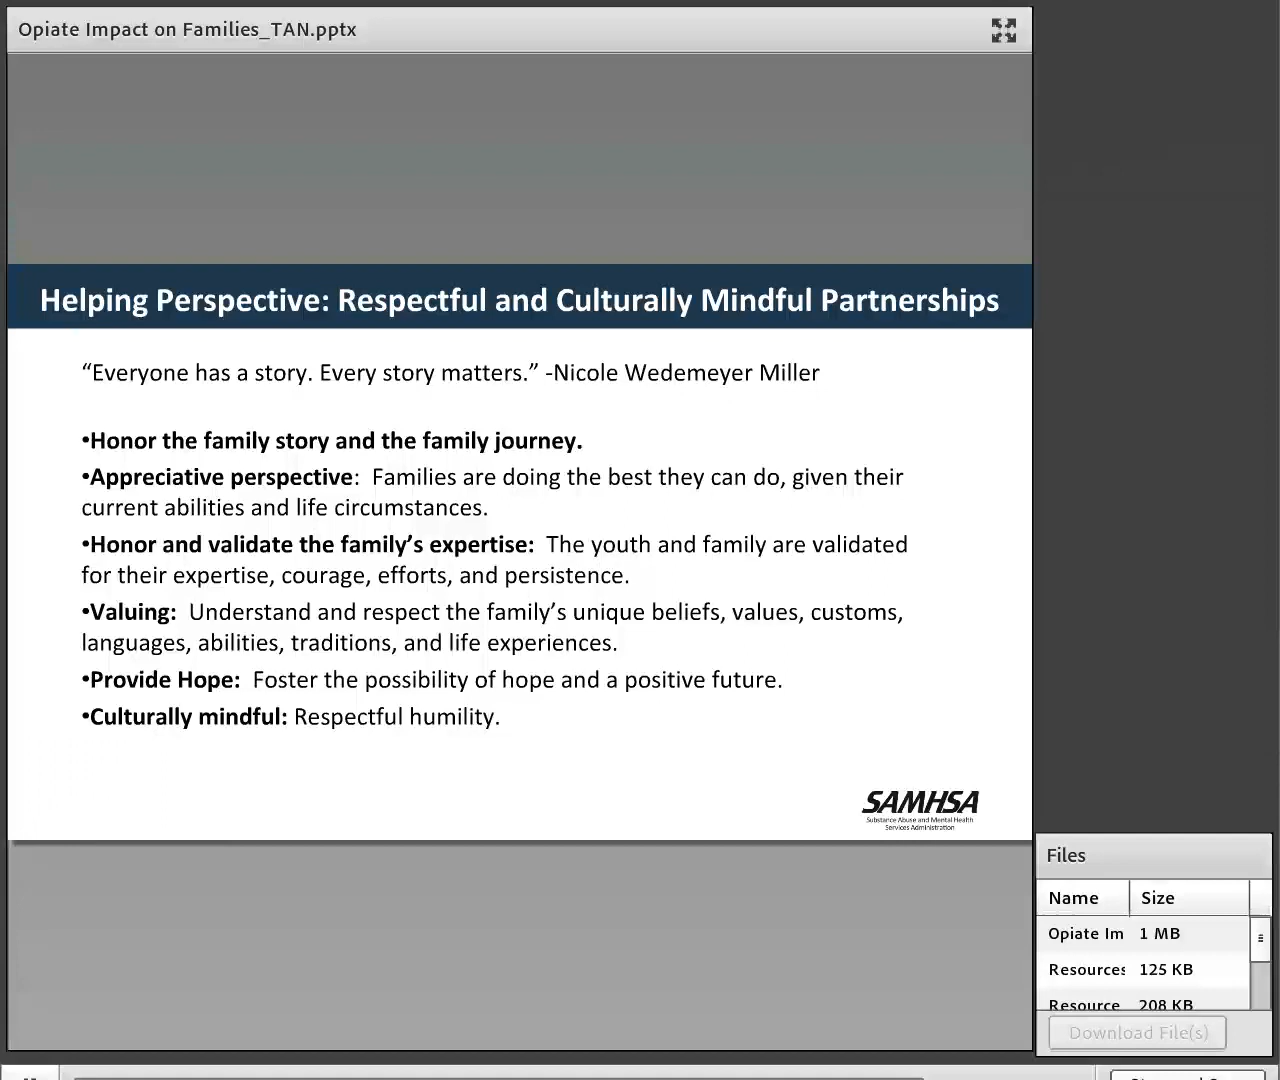 Opiate Impact on Families_TAN.pptx
Helping Perspective: Respectful and Culturally Mindful Partnerships
“Everyone has a story. Every story matters.” -Nicole Wedemeyer Miller
•Honor the family story and the family journey.
•Appreciative perspective:  Families are doing the best they can do, given their
current abilities and life circumstances.
•Honor and validate the family’s expertise:  The youth and family are validated
for their expertise, courage, efforts, and persistence.
•Valuing:  Understand and respect the family’s unique beliefs, values, customs,
languages, abilities, traditions, and life experiences.
•Provide Hope:  Foster the possibility of hope and a positive future.
•Culturally mindful: Respectful humility.
SAMHSA
Substance Abuse and Mental Health
Services Administration
Files
Name Size
Opiate Im 1 MB
Resources 125 KB
Resource 208 KB
Download File(s)